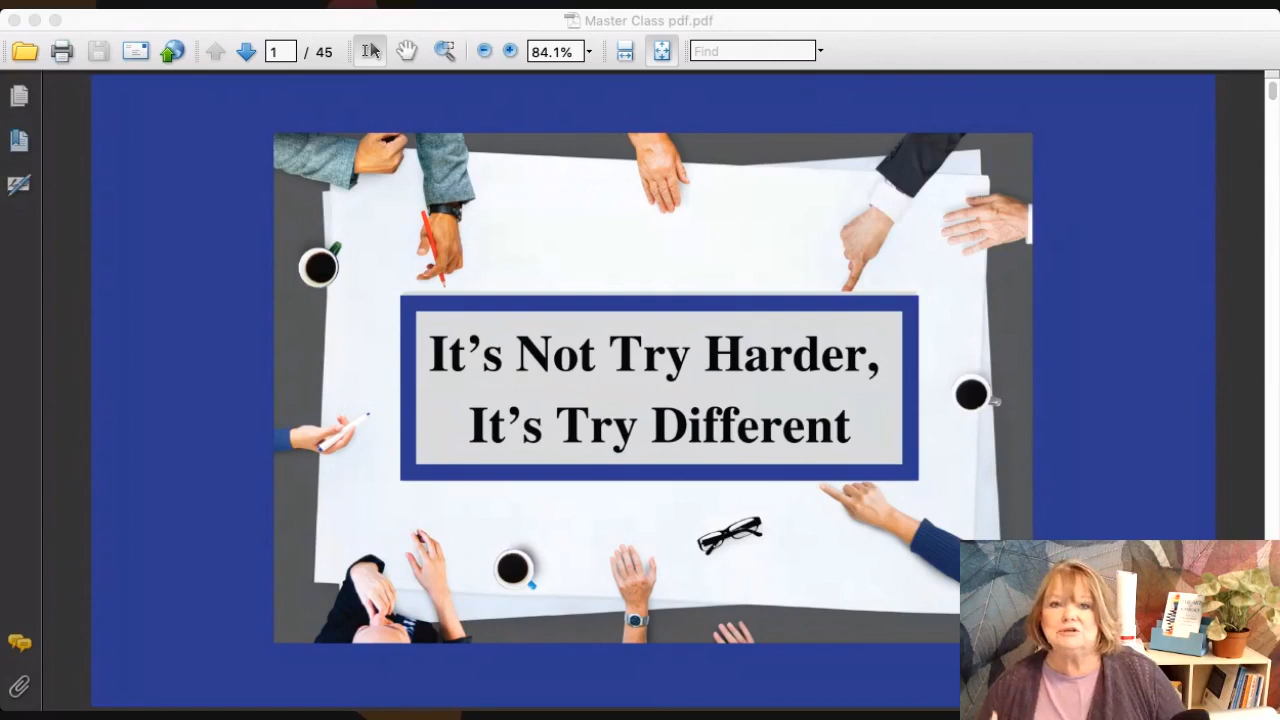 Master Class pdf.pdf
1 / 45
84.1%
Find
It's Not Try Harder,
It's Try Different